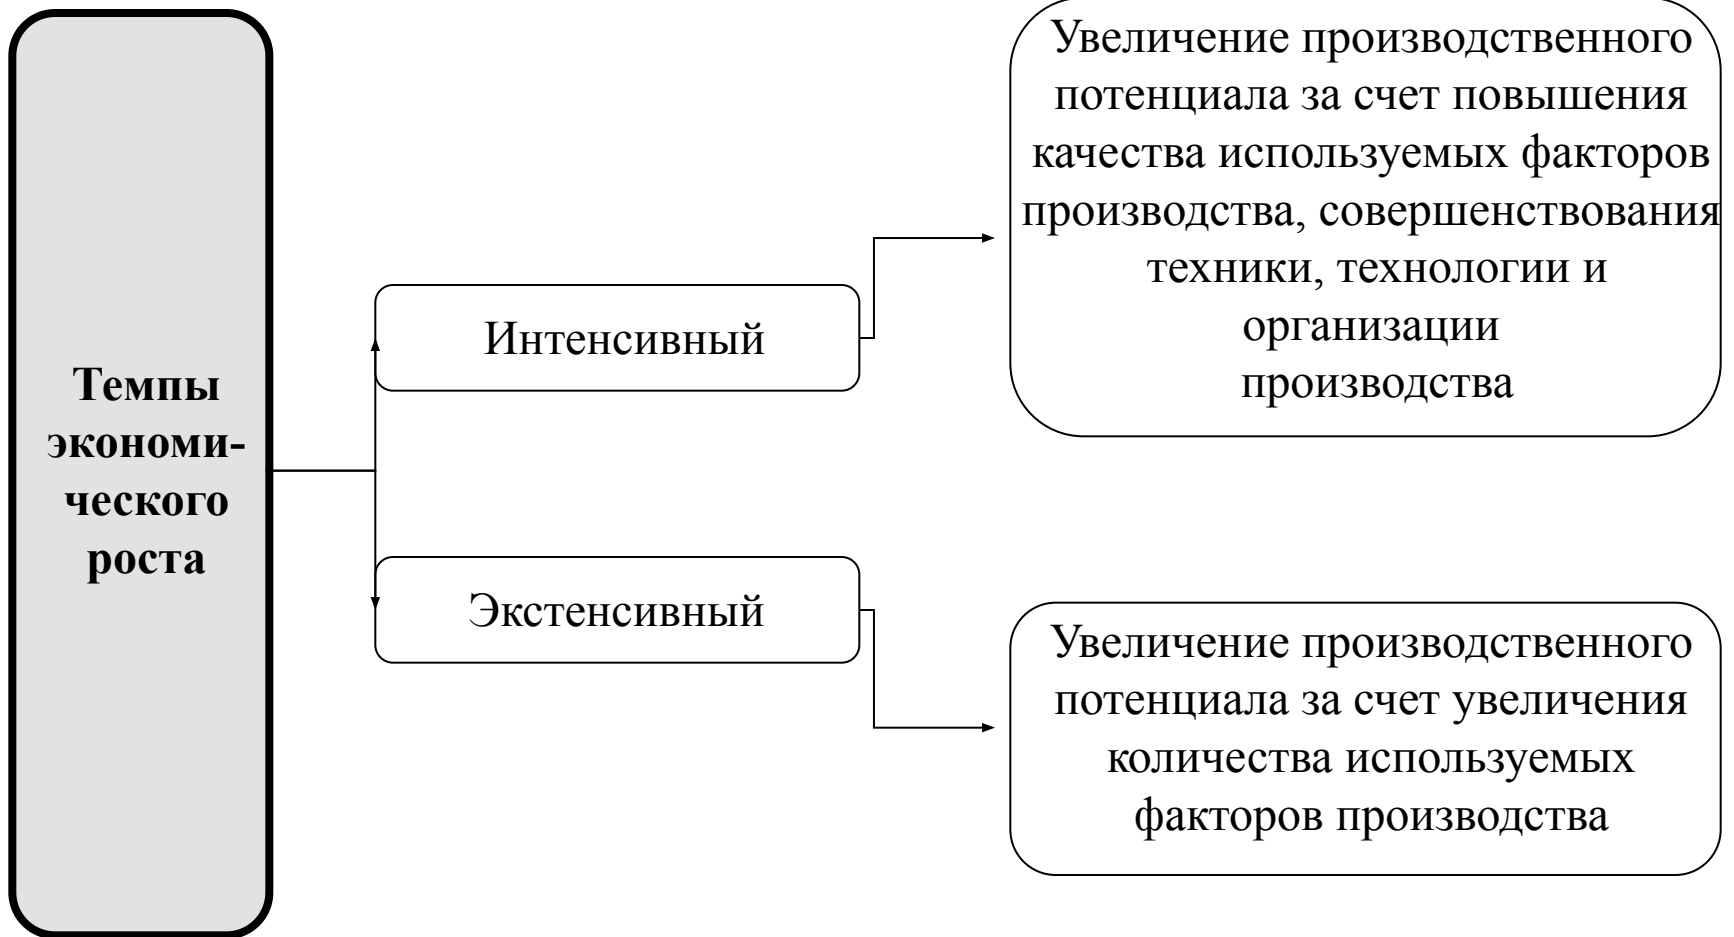 Темпы
экономи-
ческого
роста
Интенсивный
Увеличение производственного
потенциала за счет повышения
качества используемых факторов
производства, совершенствования
техники, технологии и
организации
производства
Экстенсивный
Увеличение производственного
потенциала за счет увеличения
количества используемых
факторов производства